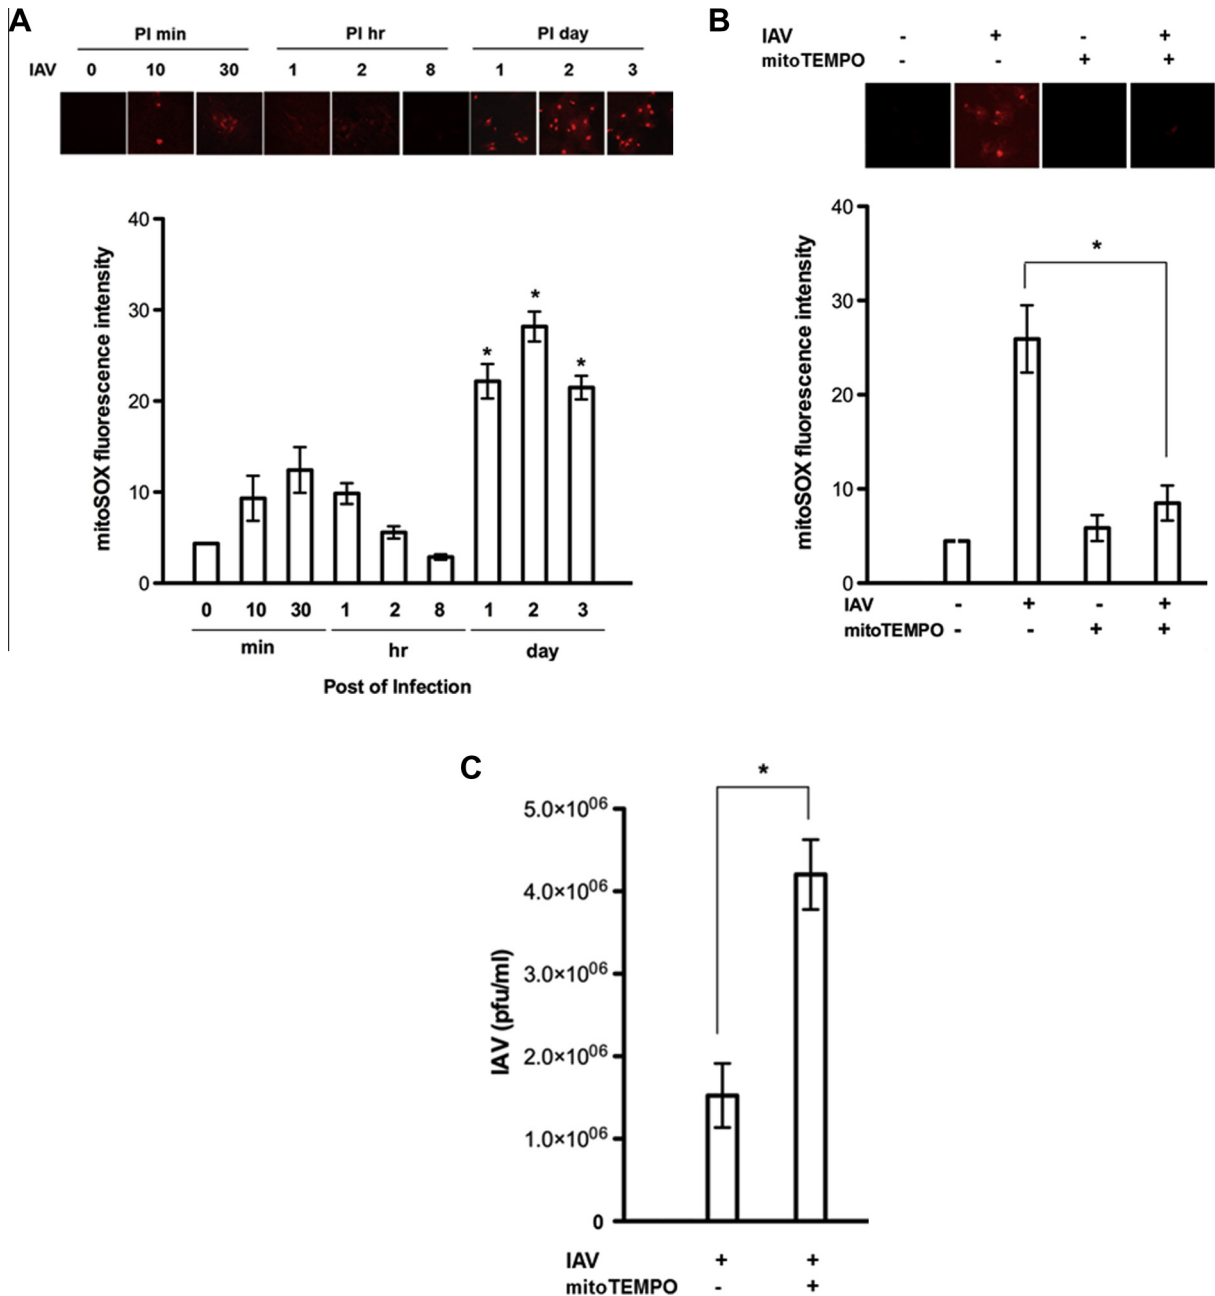 A
PI min PI hr PI day
IAV 0 10 30 1 2 8 1 2 3
40
30
20
10
0
mitoSOX fluorescence intensity
* * *
0 10 30 1 2 8 1 2 3
min hr day
Post of Infection
B
IAV - + - +
mitoTEMPO - - + +
40
30
20
10
0
mitoSOX fluorescence intensity
*
IAV - + - +
mitoTEMPO - - + +
C
*
5.0×10⁰⁶
4.0×10⁰⁶
3.0×10⁰⁶
2.0×10⁰⁶
1.0×10⁰⁶
0
IAV (pfu/ml)
IAV + +
mitoTEMPO - +